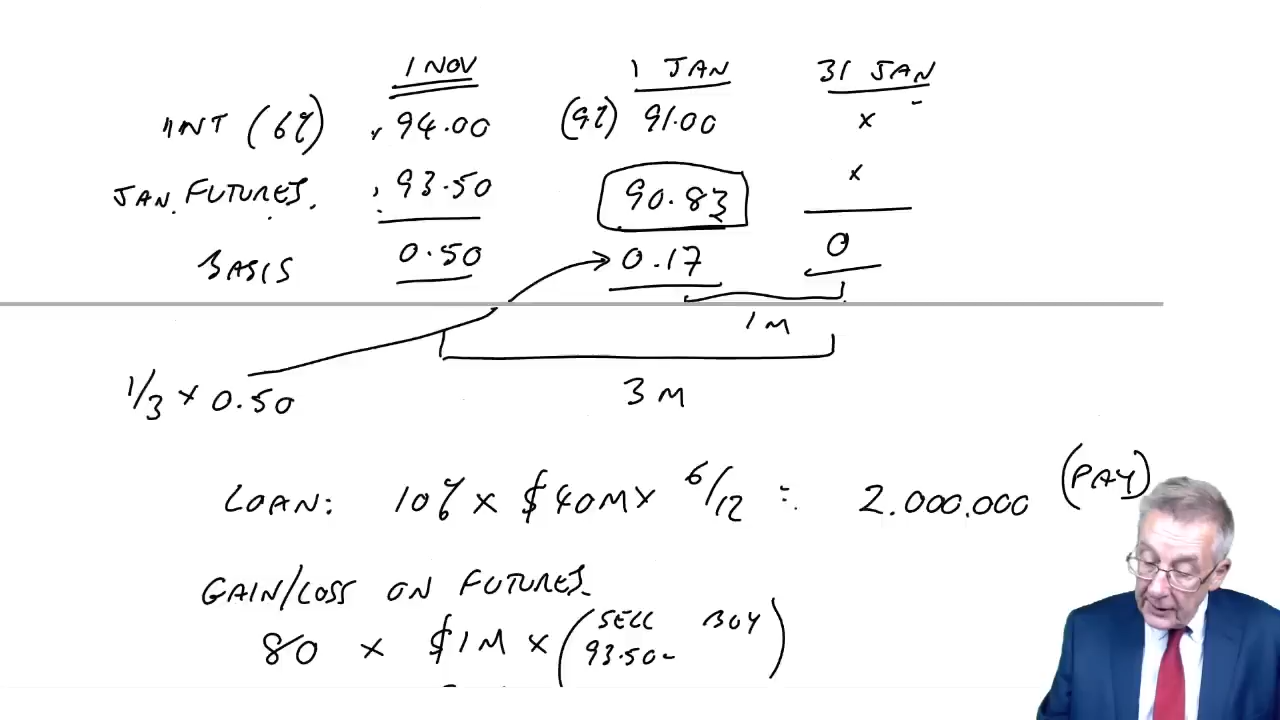 1 NOV 1 JAN 31 JAN
INT (6%) 94.00 (9%) 91.00 x
JAN FUTURES. 93.50 90.83 x
BASIS 0.50 0.17 0
1 M
1/3 x 0.50 3 M
LOAN: 10% x $40M x 6/12 = 2.000.000 (PAY)
GAIN/LOSS ON FUTURES.
SELL BUY
80 x $1M x ( 93.50 - )